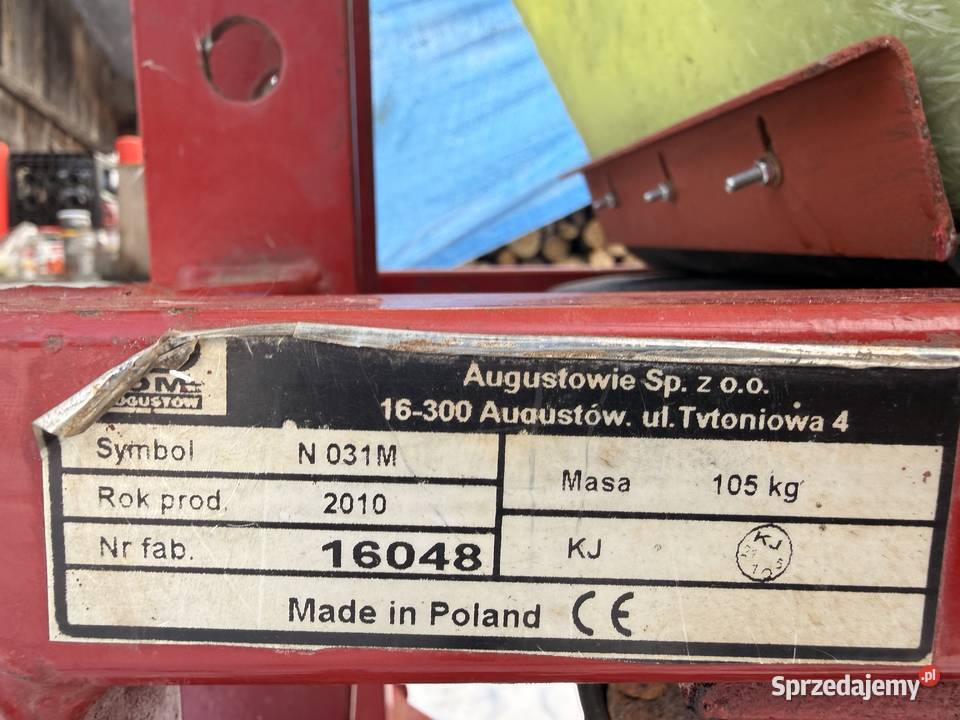 Augustowie Sp. z o.o.
16-300 Augustów. ul. Tytoniowa 4
Symbol N 031M
Rok prod. 2010
Nr fab. 16048
Masa 105 kg
KJ KJ
Made in Poland CE
Sprzedajemy.pl